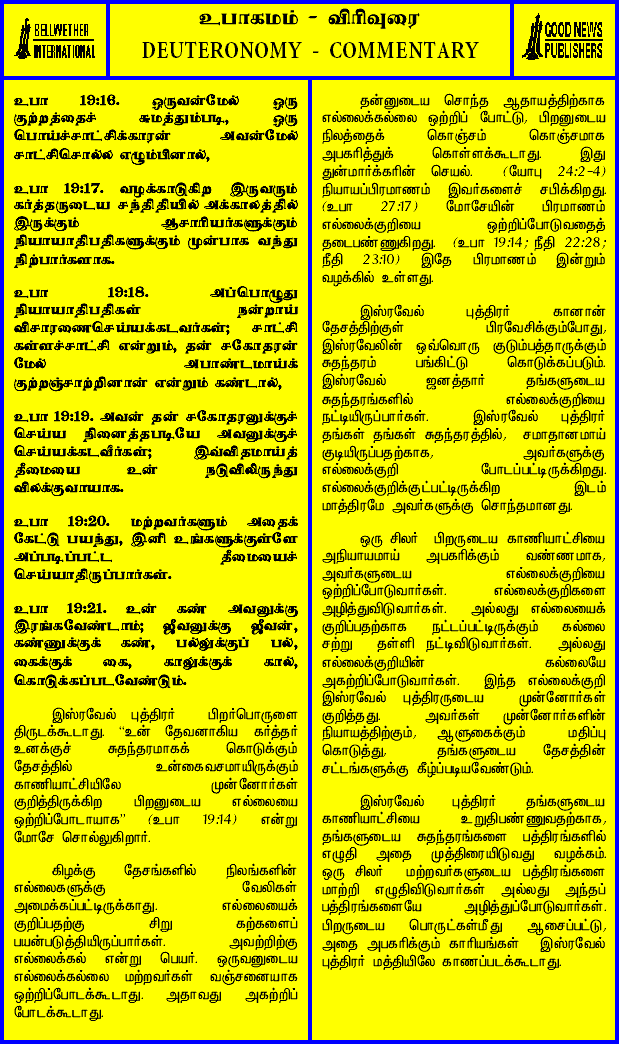 BELLWETHER
INTERNATIONAL
உபாகமம் - விரிவுரை
DEUTERONOMY - COMMENTARY
GOOD NEWS
PUBLISHERS
உபா 19:16. ஒருவன்மேல் ஒரு
குற்றத்தைச் சுமத்தும்படி, ஒரு
பொய்ச்சாட்சிக்காரன் அவன்மேல்
சாட்சிசொல்ல எழும்பினால்,
உபா 19:17. வழக்காடுகிற இருவரும்
கர்த்தருடைய சந்நிதியில் அக்காலத்தில்
இருக்கும் ஆசாரியர்களுக்கும்
நியாயாதிபதிகளுக்கும் முன்பாக வந்து
நிற்பார்களாக.
உபா 19:18. அப்பொழுது
நியாயாதிபதிகள் நன்றாய்
விசாரணைசெய்யக்கடவர்கள்; சாட்சி
கள்ளச்சாட்சி என்றும், தன் சகோதரன்
மேல் அபாண்டமாய்க்
குற்றஞ்சாற்றினான் என்றும் கண்டால்,
உபா 19:19. அவன் தன் சகோதரனுக்குச்
செய்ய நினைத்தபடியே அவனுக்குச்
செய்யக்கடவீர்கள்; இவ்விதமாய்த்
தீமையை உன் நடுவிலிருந்து
விலக்குவாயாக.
உபா 19:20. மற்றவர்களும் அதைக்
கேட்டு பயந்து, இனி உங்களுக்குள்ளே
அப்படிப்பட்ட தீமையைச்
செய்யாதிருப்பார்கள்.
உபா 19:21. உன் கண் அவனுக்கு
இரங்கவேண்டாம்; ஜீவனுக்கு ஜீவன்,
கண்ணுக்குக் கண், பல்லுக்குப் பல்,
கைக்குக் கை, காலுக்குக் கால்,
கொடுக்கப்படவேண்டும்.
இஸ்ரவேல் புத்திரர் பிறர்பொருளை
திருடக்கூடாது. “உன் தேவனாகிய கர்த்தர்
உனக்குச் சுதந்தரமாகக் கொடுக்கும்
தேசத்தில் உன்கைவசமாயிருக்கும்
காணியாட்சியிலே முன்னோர்கள்
குறித்திருக்கிற பிறனுடைய எல்லையை
ஒற்றிப்போடாயாக” (உபா 19:14) என்று
மோசே சொல்லுகிறார்.
கிழக்கு தேசங்களில் நிலங்களின்
எல்லைகளுக்கு வேலிகள்
அமைக்கப்பட்டிருக்காது. எல்லையைக்
குறிப்பதற்கு சிறு கற்களைப்
பயன்படுத்தியிருப்பார்கள். அவற்றிற்கு
எல்லைக்கல் என்று பெயர். ஒருவனுடைய
எல்லைக்கல்லை மற்றவர்கள் வஞ்சனையாக
ஒற்றிப்போடக்கூடாது. அதாவது அகற்றிப்
போடக்கூடாது.
தன்னுடைய சொந்த ஆதாயத்திற்காக
எல்லைக்கல்லை ஒற்றிப் போட்டு, பிறனுடைய
நிலத்தைக் கொஞ்சம் கொஞ்சமாக
அபகரித்துக் கொள்ளக்கூடாது. இது
துன்மார்க்கரின் செயல். (யோபு 24:2-4)
நியாயப்பிரமாணம் இவர்களைச் சபிக்கிறது.
(உபா 27:17) மோசேயின் பிரமாணம்
எல்லைக்குறியை ஒற்றிப்போடுவதைத்
தடைபண்ணுகிறது. (உபா 19:14; நீதி 22:28;
நீதி 23:10) இதே பிரமாணம் இன்றும்
வழக்கில் உள்ளது.
இஸ்ரவேல் புத்திரர் கானான்
தேசத்திற்குள் பிரவேசிக்கும்போது,
இஸ்ரவேலின் ஒவ்வொரு குடும்பத்தாருக்கும்
சுதந்தரம் பங்கிட்டு கொடுக்கப்படும்.
இஸ்ரவேல் ஜனத்தார் தங்களுடைய
சுதந்தரங்களில் எல்லைக்குறியை
நட்டியிருப்பார்கள். இஸ்ரவேல் புத்திரர்
தங்கள் தங்கள் சுதந்தரத்தில், சமாதானமாய்
குடியிருப்பதற்காக, அவர்களுக்கு
எல்லைக்குறி போடப்பட்டிருக்கிறது.
எல்லைக்குறிக்குட்பட்டிருக்கிற இடம்
மாத்திரமே அவர்களுக்கு சொந்தமானது.
ஒரு சிலர் பிறருடைய காணியாட்சியை
அநியாயமாய் அபகரிக்கும் வண்ணமாக,
அவர்களுடைய எல்லைக்குறியை
ஒற்றிப்போடுவார்கள். எல்லைக்குறிகளை
அழித்துவிடுவார்கள். அல்லது எல்லையைக்
குறிப்பதற்காக நட்டப்பட்டிருக்கும் கல்லை
சற்று தள்ளி நட்டிவிடுவார்கள். அல்லது
எல்லைக்குறியின் கல்லையே
அகற்றிப்போடுவார்கள். இந்த எல்லைக்குறி
இஸ்ரவேல் புத்திரருடைய முன்னோர்கள்
குறித்தது. அவர்கள் முன்னோர்களின்
நியாயத்திற்கும், ஆளுகைக்கும் மதிப்பு
கொடுத்து, தங்களுடைய தேசத்தின்
சட்டங்களுக்கு கீழ்ப்படியவேண்டும்.
இஸ்ரவேல் புத்திரர் தங்களுடைய
காணியாட்சியை உறுதிபண்ணுவதற்காக,
தங்களுடைய சுதந்தரங்களை பத்திரங்களில்
எழுதி அதை முத்திரையிடுவது வழக்கம்.
ஒரு சிலர் மற்றவர்களுடைய பத்திரங்களை
மாற்றி எழுதிவிடுவார்கள் அல்லது அந்தப்
பத்திரங்களையே அழித்துப்போடுவார்கள்.
பிறருடைய பொருட்கள்மீது ஆசைப்பட்டு,
அதை அபகரிக்கும் காரியங்கள் இஸ்ரவேல்
புத்திரர் மத்தியிலே காணப்படக்கூடாது.